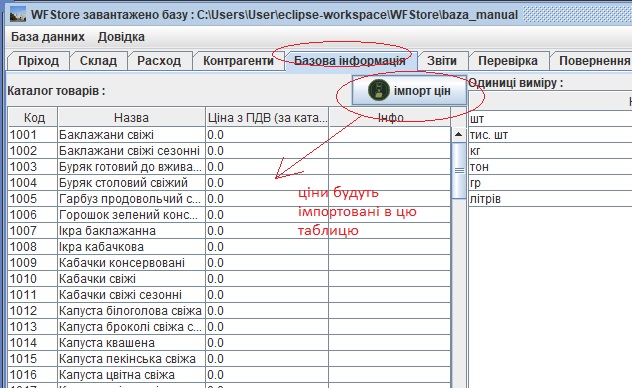 WFStore завантажено базу : C:\Users\User\eclipse-workspace\WFStore\baza_manual
База данних Довідка
Прiход Склад Расход Контрагенти Базова інформація Звіти Перевірка Повернення
Каталог товарів : імпорт цін Одиниці виміру :
Код Назва Ціна з ПДВ (за ката... Інфо
1001 Баклажани свіжі 0.0 шт
1002 Баклажани свіжі сезонні 0.0 тис. шт
1003 Буряк готовий до вжива... 0.0 кг
1004 Буряк столовий свіжий 0.0 тон
1005 Гарбуз продовольчий с... 0.0 гр
1006 Горошок зелений конс... 0.0 літрів
1007 Ікра баклажанна 0.0
1008 Ікра кабачкова 0.0
1009 Кабачки консервовані 0.0
1010 Кабачки свіжі 0.0
1011 Кабачки свіжі сезонні 0.0
1012 Капуста білоголова свіжа 0.0
1013 Капуста броколі свіжа с... 0.0
1014 Капуста квашена 0.0
1015 Капуста пекінська свіжа 0.0
1016 Капуста цвітна свіжа 0.0
ціни будуть
імпортовані в цю
таблицю